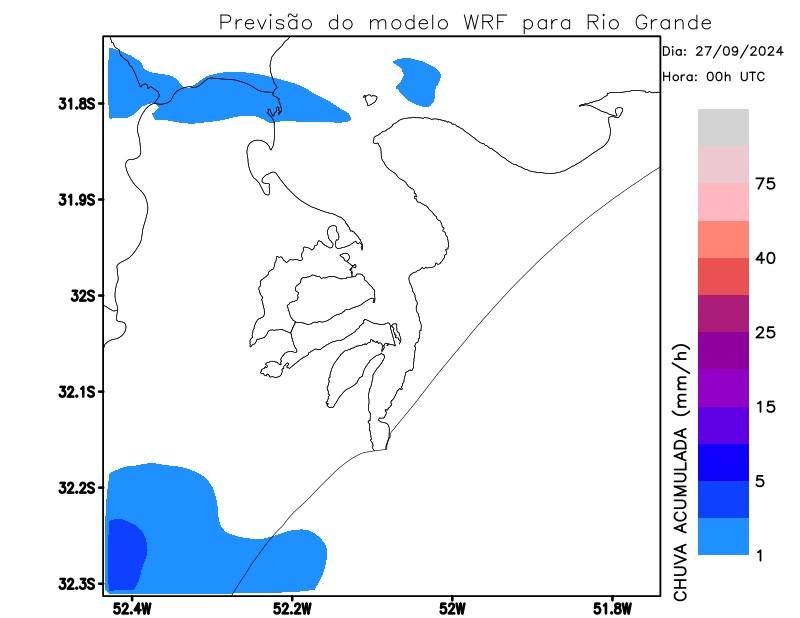 Previsão do modelo WRF para Rio Grande
Dia: 27/09/2024
Hora: 00h UTC
31.8S
31.9S
32S
32.1S
32.2S
32.3S
52.4W
52.2W
52W
51.8W
75
40
25
15
5
1
CHUVA ACUMULADA (mm/h)